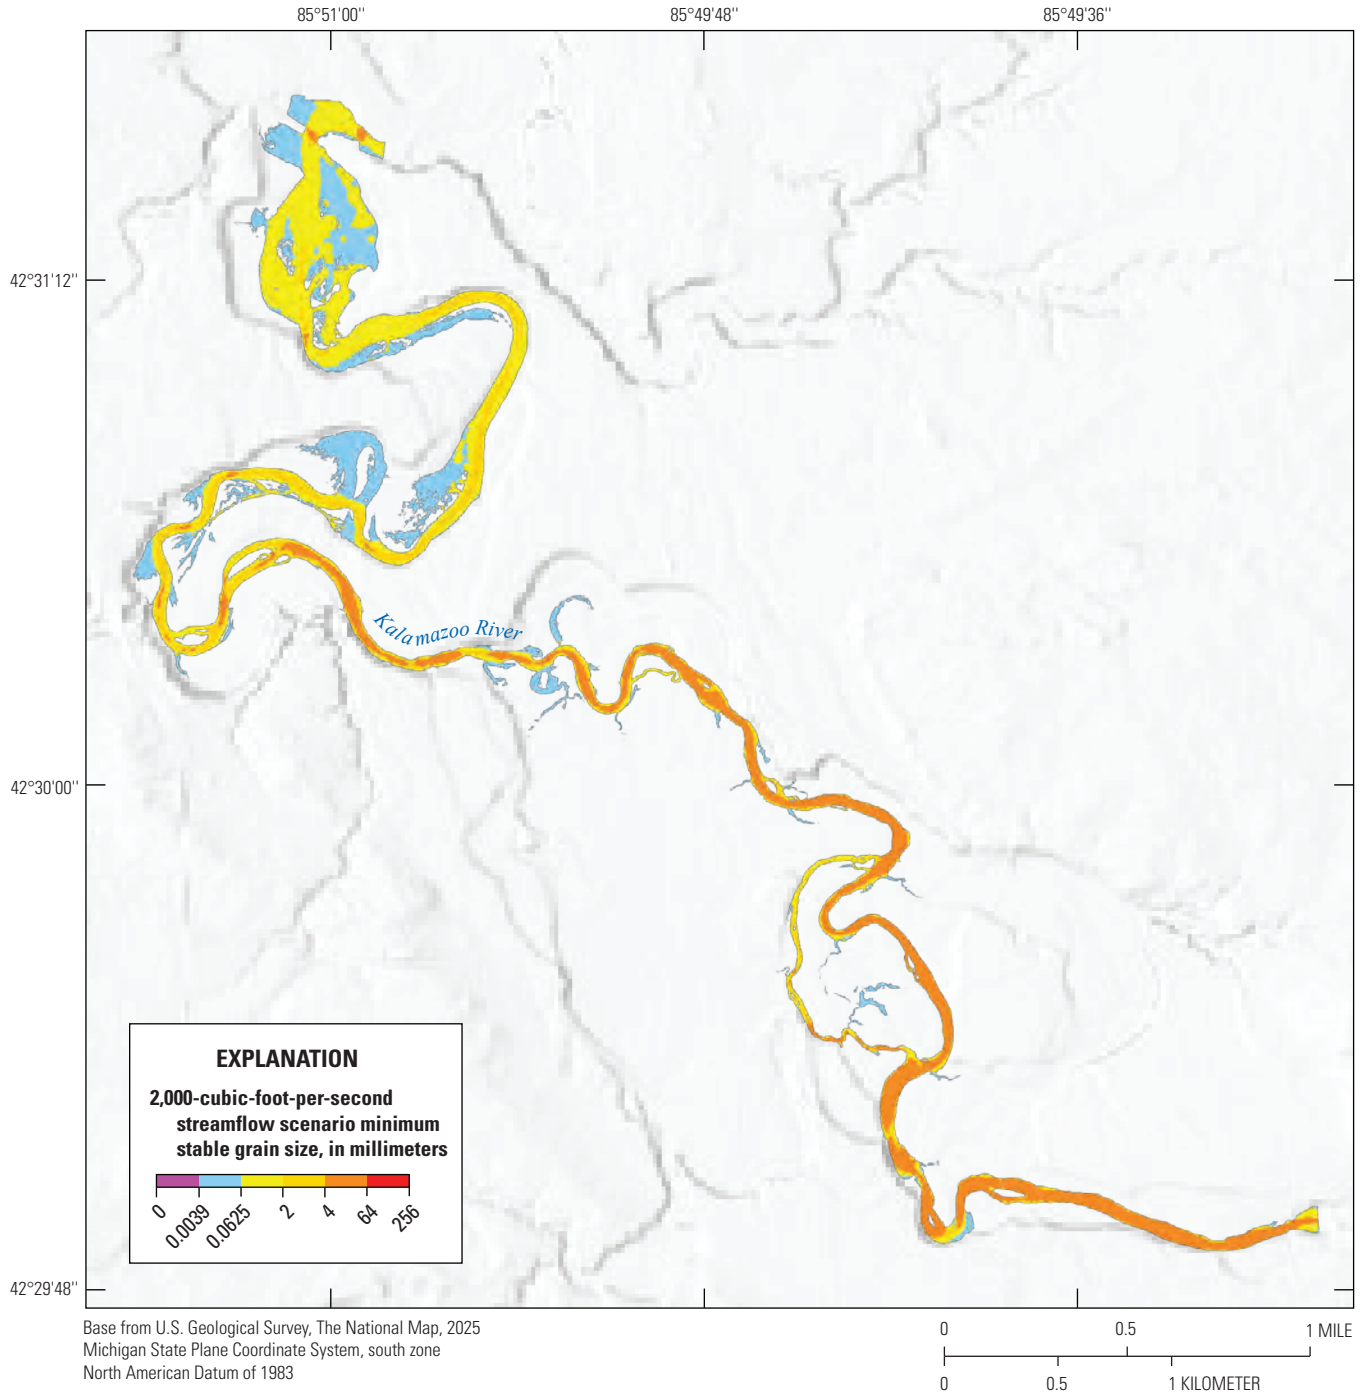 85°51'00"
85°49'48"
85°49'36"
42°31'12"
Kalamazoo River
42°30'00"
EXPLANATION
2,000-cubic-foot-per-second
streamflow scenario minimum
stable grain size, in millimeters
0 0.0039 0.0625 2 4 64 256
42°29'48"
Base from U.S. Geological Survey, The National Map, 2025
Michigan State Plane Coordinate System, south zone
North American Datum of 1983
0 0.5 1 MILE
0 0.5 1 KILOMETER